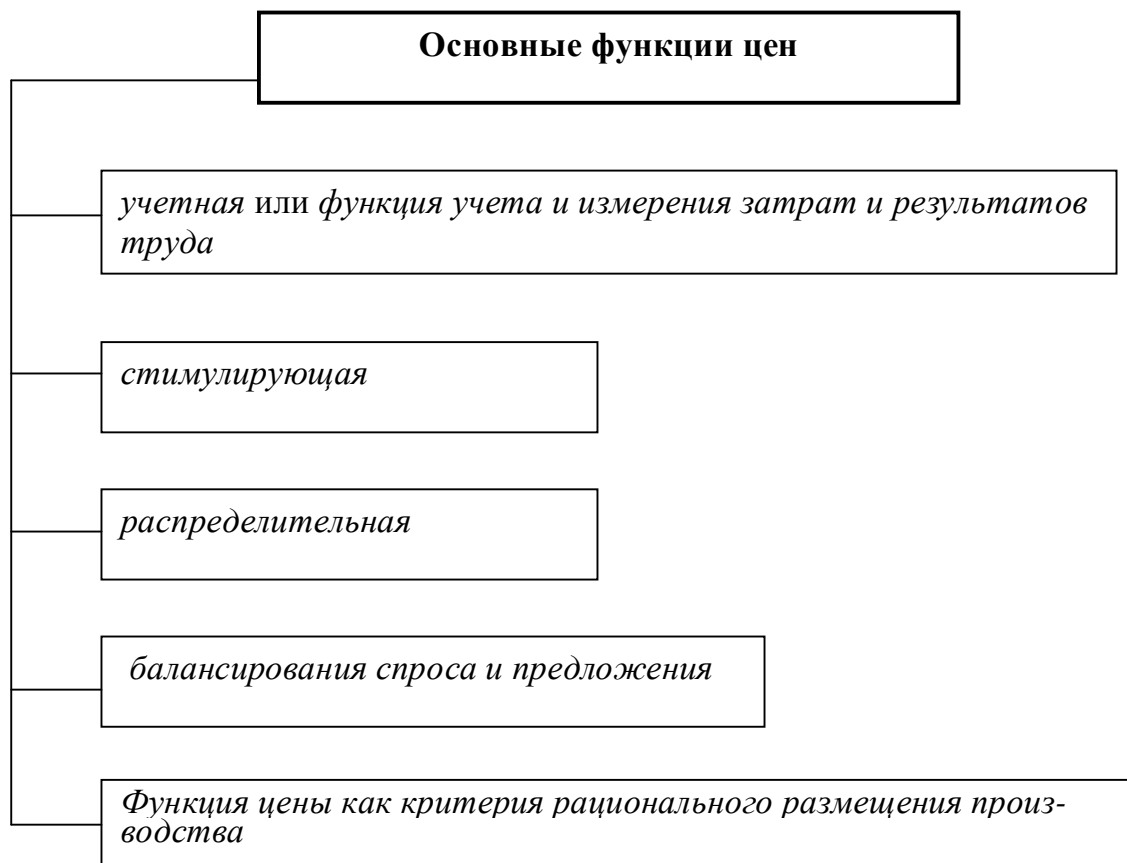 Основные функции цен
учетная или функция учета и измерения затрат и результатов
труда
стимулирующая
распределительная
балансирования спроса и предложения
Функция цены как критерия рационального размещения произ-
водства